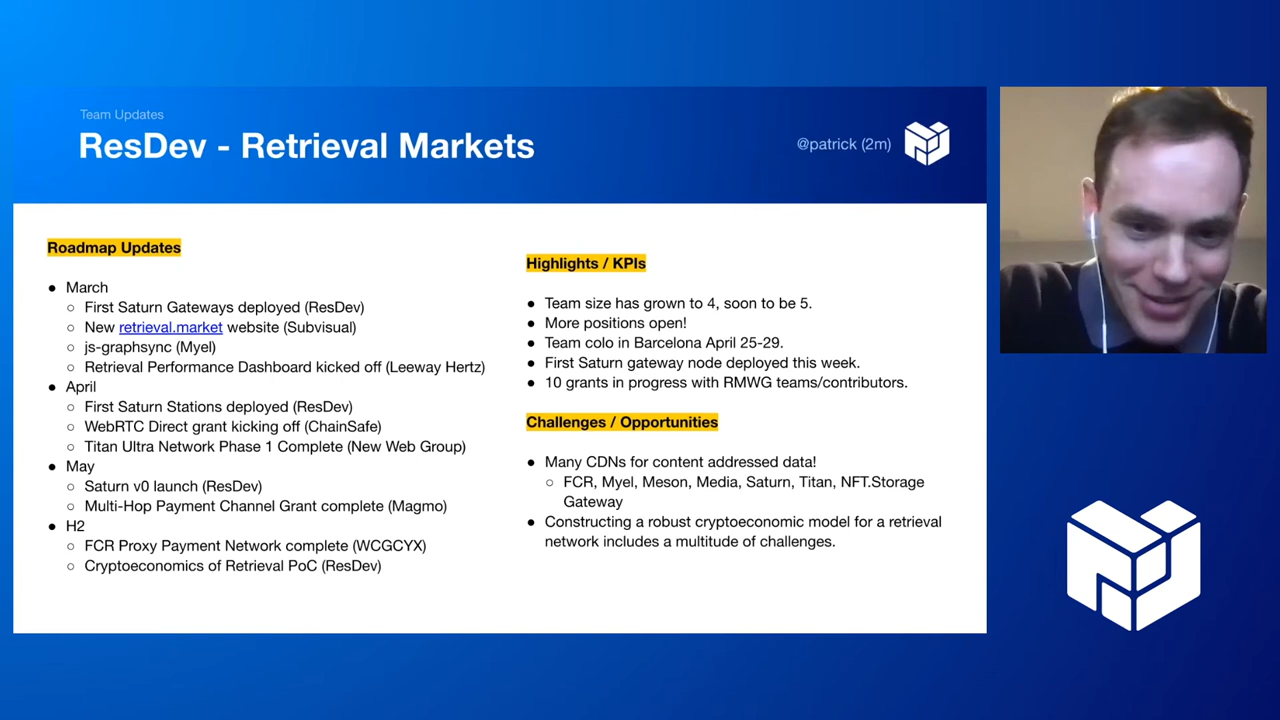 Team Updates
ResDev - Retrieval Markets
@patrick (2m)
Roadmap Updates
● March
○ First Saturn Gateways deployed (ResDev)
○ New retrieval.market website (Subvisual)
○ js-graphsync (Myel)
○ Retrieval Performance Dashboard kicked off (Leeway Hertz)
● April
○ First Saturn Stations deployed (ResDev)
○ WebRTC Direct grant kicking off (ChainSafe)
○ Titan Ultra Network Phase 1 Complete (New Web Group)
● May
○ Saturn v0 launch (ResDev)
○ Multi-Hop Payment Channel Grant complete (Magmo)
● H2
○ FCR Proxy Payment Network complete (WCGCYX)
○ Cryptoeconomics of Retrieval PoC (ResDev)
Highlights / KPIs
● Team size has grown to 4, soon to be 5.
● More positions open!
● Team colo in Barcelona April 25-29.
● First Saturn gateway node deployed this week.
● 10 grants in progress with RMWG teams/contributors.
Challenges / Opportunities
● Many CDNs for content addressed data!
○ FCR, Myel, Meson, Media, Saturn, Titan, NFT.Storage
Gateway
● Constructing a robust cryptoeconomic model for a retrieval
network includes a multitude of challenges.